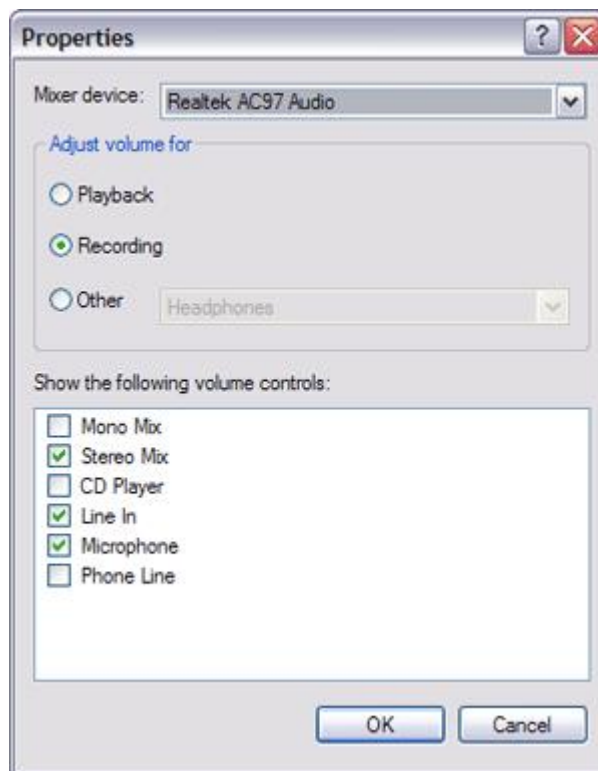 Properties
?
Mixer device: Realtek AC97 Audio
Adjust volume for
Playback
Recording
Other Headphones
Show the following volume controls:
Mono Mix
Stereo Mix
CD Player
Line In
Microphone
Phone Line
OK Cancel